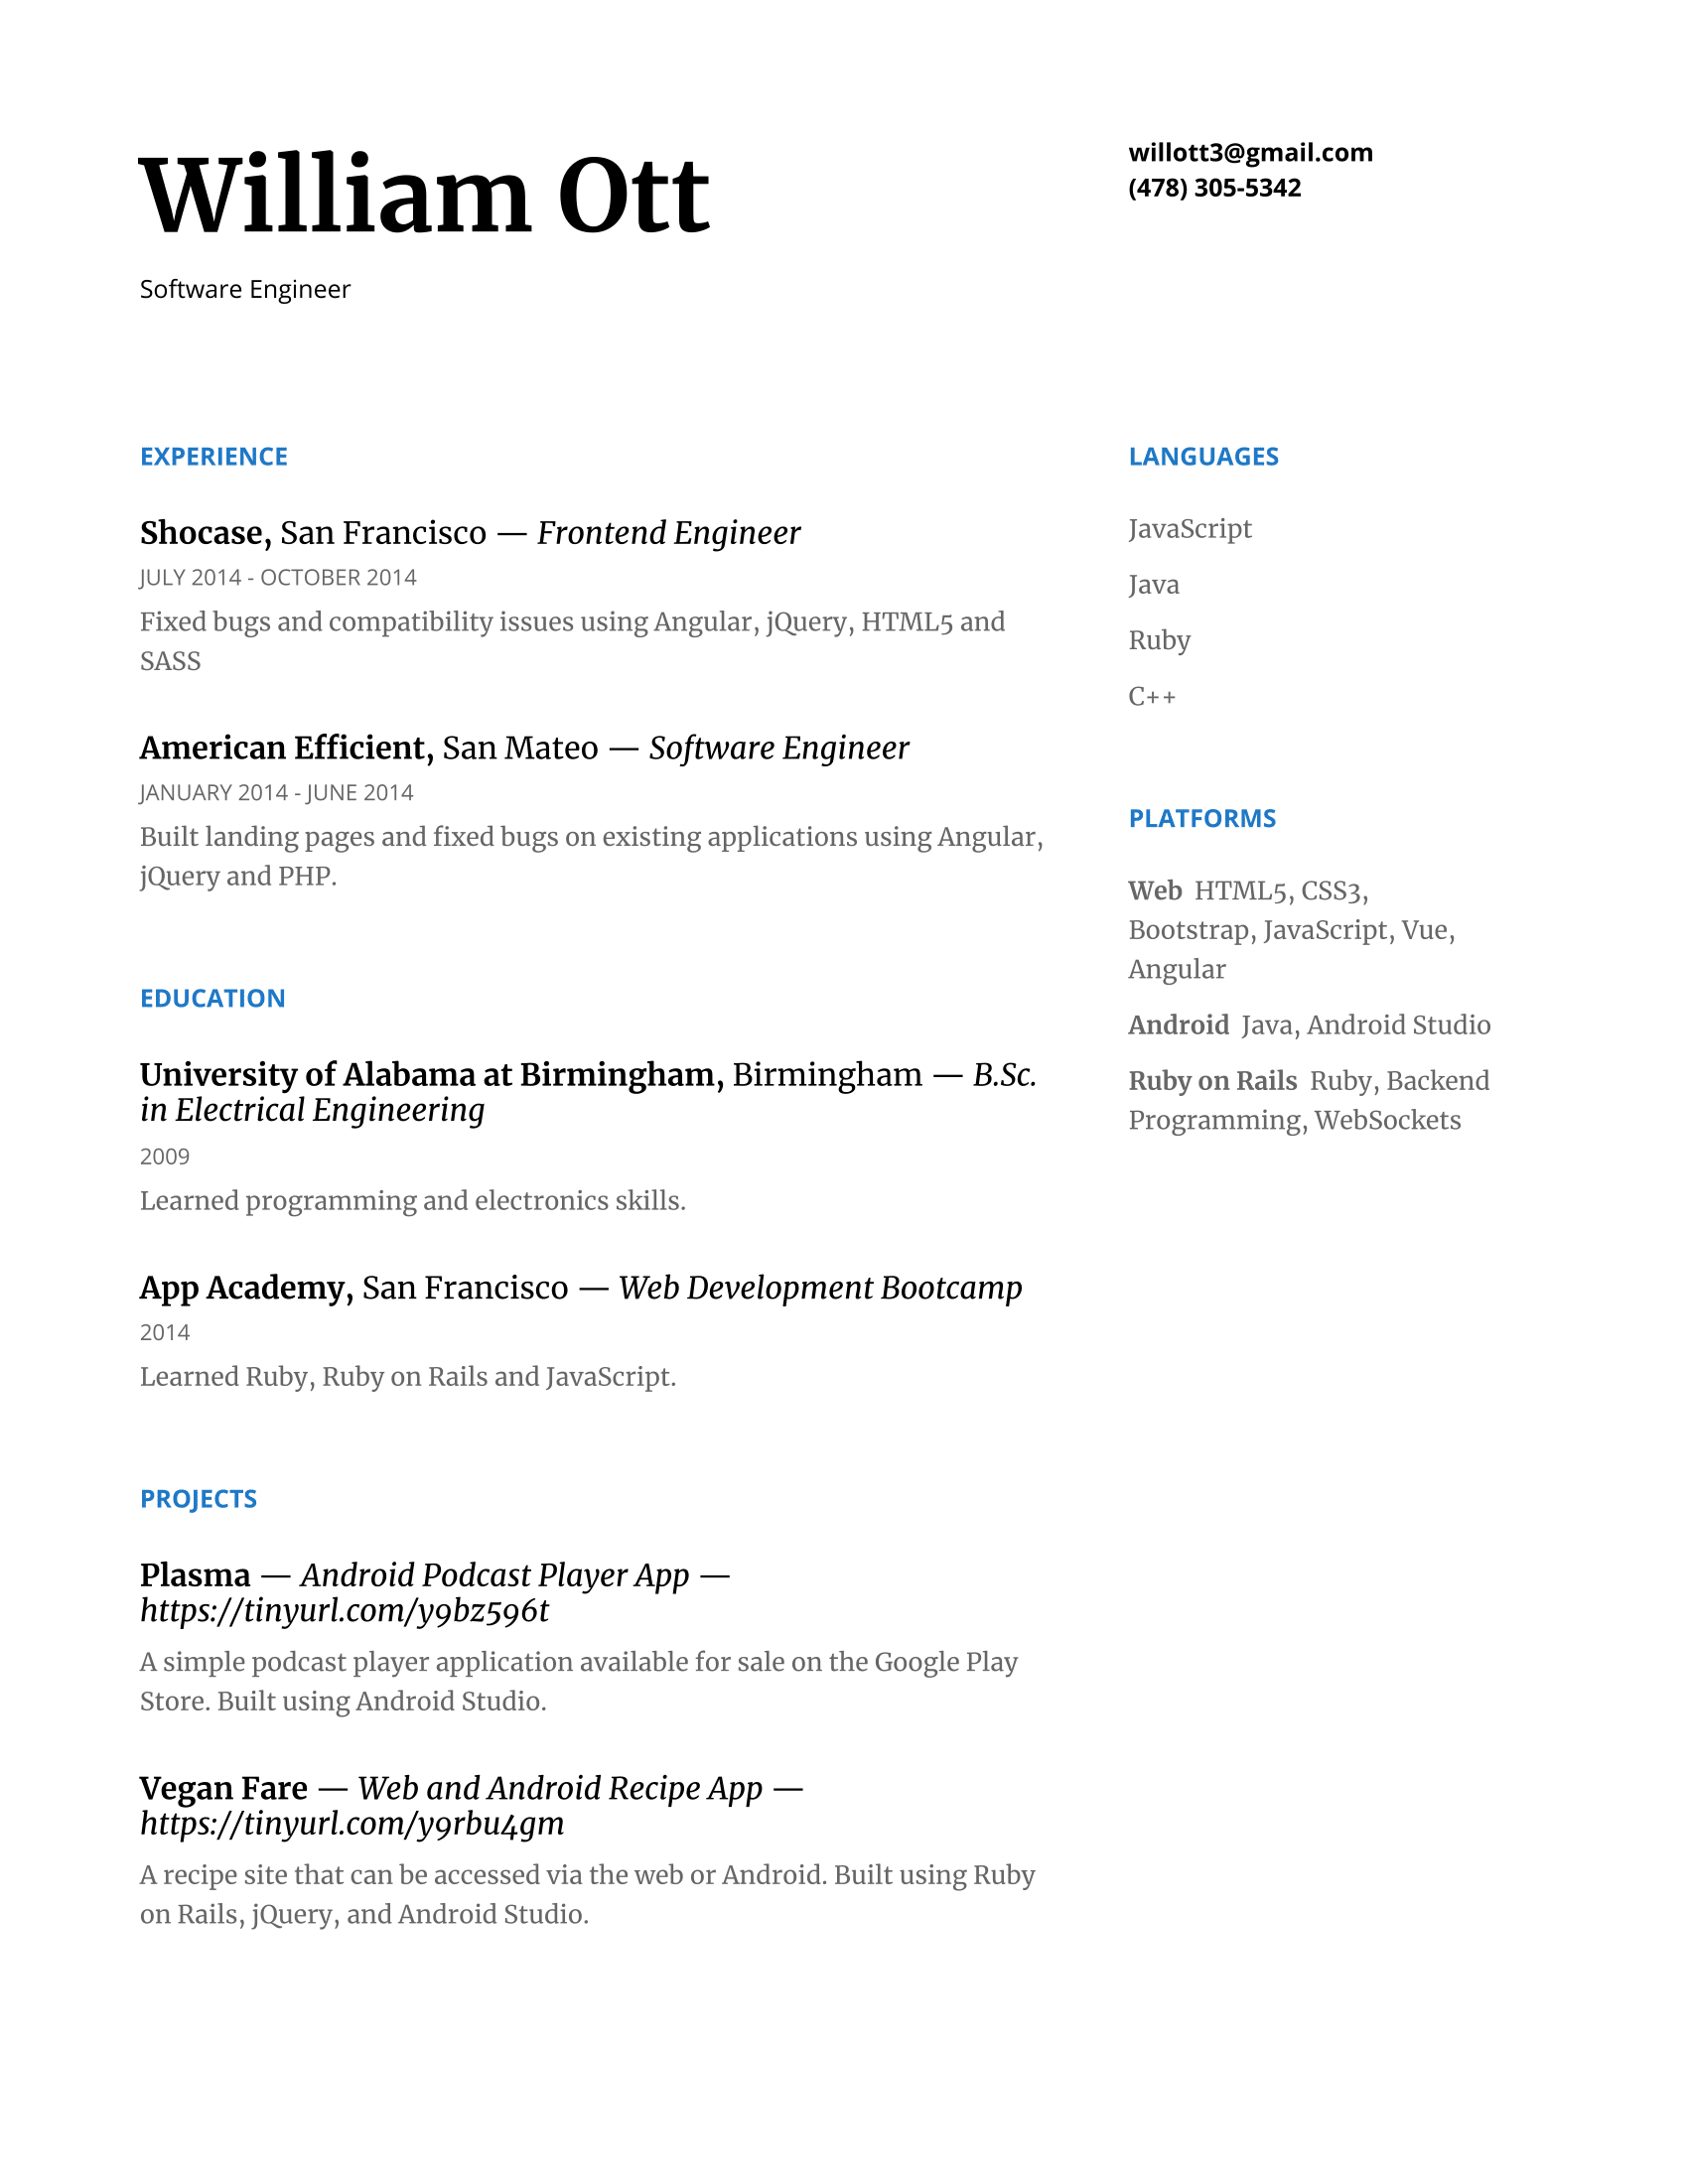 William Ott
Software Engineer
willott3@gmail.com
(478) 305-5342
EXPERIENCE
Shocase, San Francisco — Frontend Engineer
JULY 2014 - OCTOBER 2014
Fixed bugs and compatibility issues using Angular, jQuery, HTML5 and
SASS
American Efficient, San Mateo — Software Engineer
JANUARY 2014 - JUNE 2014
Built landing pages and fixed bugs on existing applications using Angular,
jQuery and PHP.
EDUCATION
University of Alabama at Birmingham, Birmingham — B.Sc.
in Electrical Engineering
2009
Learned programming and electronics skills.
App Academy, San Francisco — Web Development Bootcamp
2014
Learned Ruby, Ruby on Rails and JavaScript.
PROJECTS
Plasma — Android Podcast Player App —
https://tinyurl.com/y9bz596t
A simple podcast player application available for sale on the Google Play
Store. Built using Android Studio.
Vegan Fare — Web and Android Recipe App —
https://tinyurl.com/y9rbu4gm
A recipe site that can be accessed via the web or Android. Built using Ruby
on Rails, jQuery, and Android Studio.
LANGUAGES
JavaScript
Java
Ruby
C++
PLATFORMS
Web  HTML5, CSS3,
Bootstrap, JavaScript, Vue,
Angular
Android  Java, Android Studio
Ruby on Rails  Ruby, Backend
Programming, WebSockets